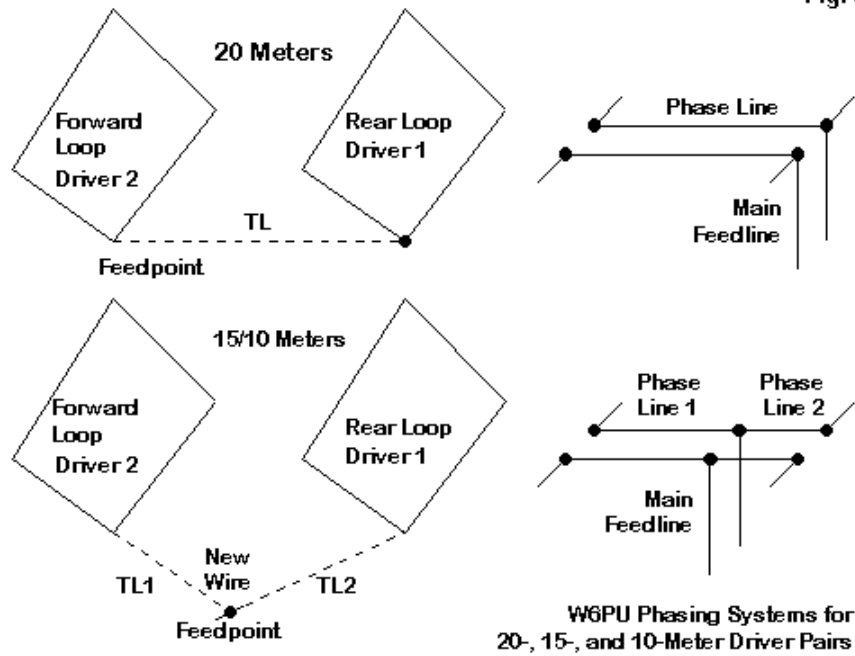 20 Meters
Forward
Loop
Driver 2
Rear Loop
Driver 1
TL
Feedpoint
Phase Line
Main
Feedline
15/10 Meters
Forward
Loop
Driver 2
Rear Loop
Driver 1
New
Wire
TL1
TL2
Feedpoint
Phase
Line 1
Phase
Line 2
Main
Feedline
W6PU Phasing Systems for
20-, 15-, and 10-Meter Driver Pairs